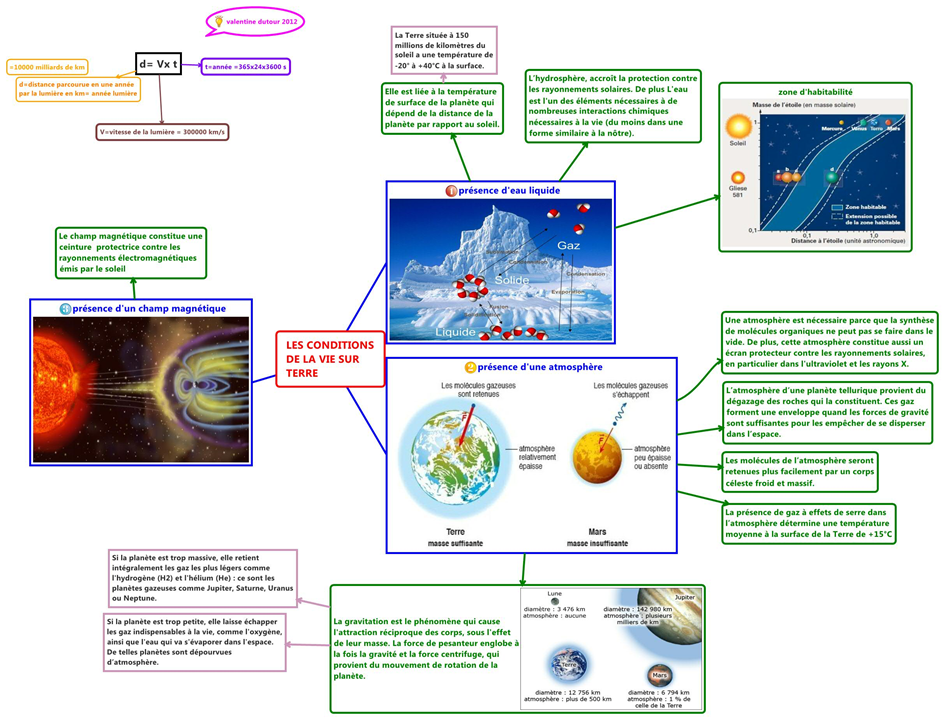 valentine dutour 2012
d= Vx t
≈10000 milliards de km
t=année =365x24x3600 s
d=distance parcourue en une année
par la lumière en km= année lumière
V=vitesse de la lumière = 300000 km/s
La Terre située à 150
millions de kilomètres du
soleil a une température de
-20° à +40°C à la surface.
Elle est liée à la température
de surface de la planète qui
dépend de la distance de la
planète par rapport au soleil.
L'hydrosphère, accroît la protection contre
les rayonnements solaires. De plus L'eau
est l'un des éléments nécessaires à de
nombreuses interactions chimiques
nécessaires à la vie (du moins dans une
forme similaire à la nôtre).
zone d'habitabilité
Masse de l'étoile (en masse solaire)
1
Mercure
Vénus
Terre
Mars
Soleil
Gliese
581
Zone habitable
Extension possible
de la zone habitable
0,1
0,1
1,0
Distance à l'étoile (unité astronomique)
1 présence d'eau liquide
Gaz
Condensation
Solide
Evaporation
Fusion
Solidification
Liquide
Le champ magnétique constitue une
ceinture protectrice contre les
rayonnements électromagnétiques
émis par le soleil
présence d'un champ magnétique
LES CONDITIONS
DE LA VIE SUR
TERRE
2 présence d'une atmosphère
Les molécules gazeuses
sont retenues
Les molécules gazeuses
s'échappent
F
F
atmosphère
relativement
épaisse
atmosphère
peu épaisse
ou absente
Terre
masse suffisante
Mars
masse insuffisante
Une atmosphère est nécessaire parce que la synthèse
de molécules organiques ne peut pas se faire dans le
vide. De plus, cette atmosphère constitue aussi un
écran protecteur contre les rayonnements solaires,
en particulier dans l'ultraviolet et les rayons X.
L'atmosphère d'une planète tellurique provient du
dégazage des roches qui la constituent. Ces gaz
forment une enveloppe quand les forces de gravité
sont suffisantes pour les empêcher de se disperser
dans l'espace.
Les molécules de l'atmosphère seront
retenues plus facilement par un corps
céleste froid et massif.
La présence de gaz à effets de serre dans
l'atmosphère détermine une température
moyenne à la surface de la Terre de +15°C
Si la planète est trop massive, elle retient
intégralement les gaz les plus légers comme
l'hydrogène (H2) et l'hélium (He) ; ce sont les
planètes gazeuses comme Jupiter, Saturne, Uranus
ou Neptune.
Si la planète est trop petite, elle laisse échapper
les gaz indispensables à la vie, comme l'oxygène,
ainsi que l'eau qui va s'évaporer dans l'espace.
De telles planètes sont dépourvues
d'atmosphère.
La gravitation est le phénomène qui cause
l'attraction réciproque des corps, sous l'effet
de leur masse. La force de pesanteur englobe à
la fois la gravité et la force centrifuge, qui
provient du mouvement de rotation de la
planète.
Lune
diamètre : 3 476 km
atmosphère : aucune
Jupiter
diamètre : 142 980 km
atmosphère : plusieurs
milliers de km
Terre
diamètre : 12 756 km
atmosphère : plus de 500 km
Mars
diamètre : 6 794 km
atmosphère : 1 % de
celle de la Terre